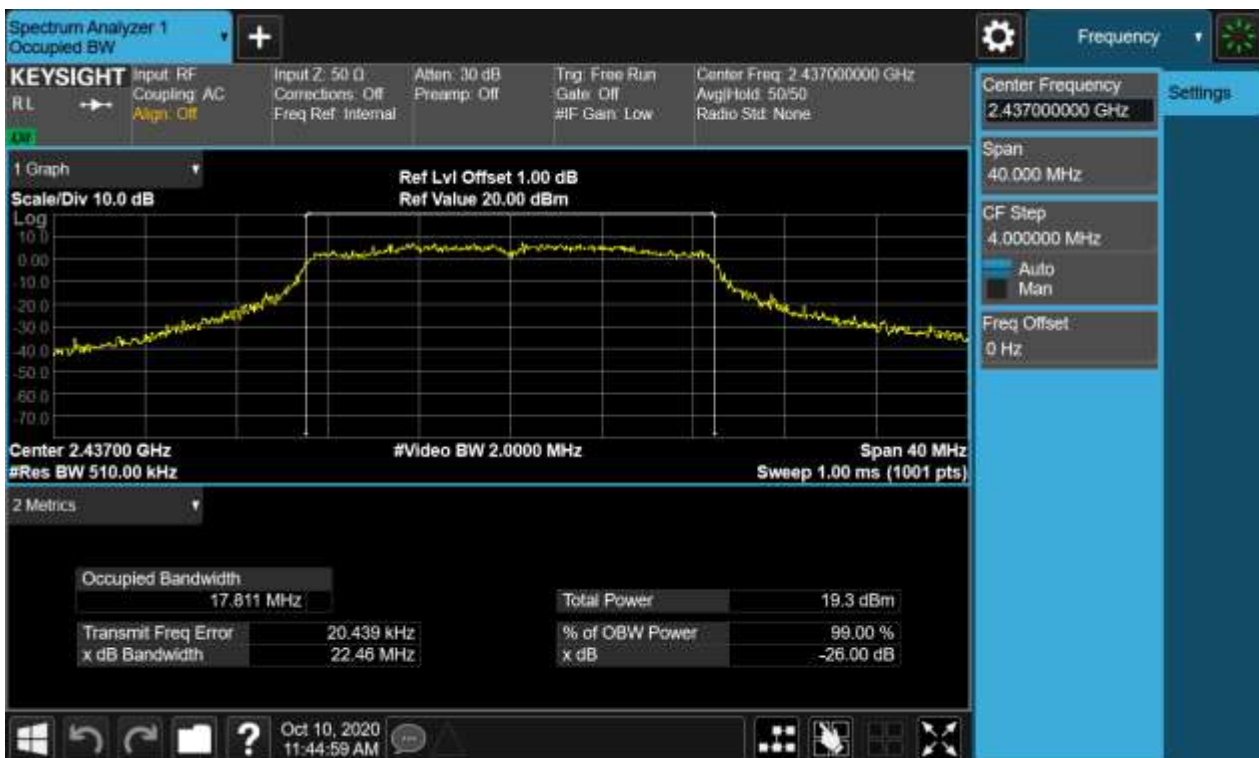 Spectrum Analyzer 1
Occupied BW
+
Frequency
KEYSIGHT
RL
Input: RF
Coupling: AC
Align: Off
Input Z: 50 Ω
Corrections: Off
Freq Ref: Internal
Atten: 30 dB
Preamp: Off
Trig: Free Run
Gate: Off
#IF Gain: Low
Center Freq: 2.437000000 GHz
Avg|Hold: 50/50
Radio Std: None
Center Frequency
2.437000000 GHz
Settings
Span
40.000 MHz
CF Step
4.000000 MHz
Auto
Man
Freq Offset
0 Hz
1 Graph
Scale/Div 10.0 dB
Ref Lvl Offset 1.00 dB
Ref Value 20.00 dBm
Log
10.0
0.00
-10.0
-20.0
-30.0
-40.0
-50.0
-60.0
-70.0
Center 2.43700 GHz
#Video BW 2.0000 MHz
Span 40 MHz
#Res BW 510.00 kHz
Sweep 1.00 ms (1001 pts)
2 Metrics
Occupied Bandwidth
17.811 MHz
Total Power 19.3 dBm
Transmit Freq Error 20.439 kHz
% of OBW Power 99.00 %
x dB Bandwidth 22.46 MHz
x dB -26.00 dB
?
Oct 10, 2020
11:44:59 AM